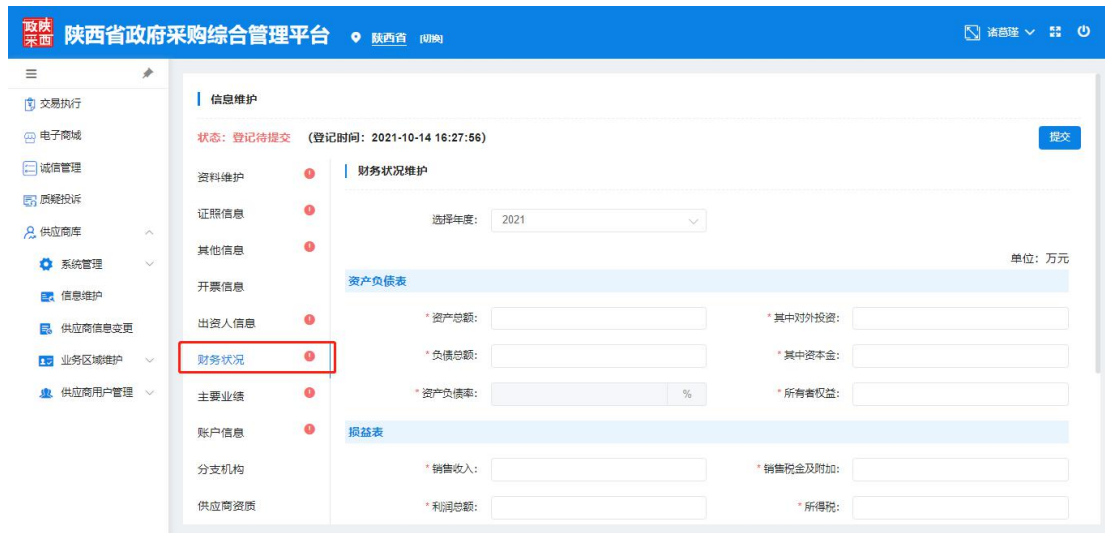 政陕
采西
陕西省政府采购综合管理平台 陕西省 [切换] 诸葛瑾
交易执行
电子商城
诚信管理
质疑投诉
供应商库
系统管理
信息维护
供应商信息变更
业务区域维护
供应商用户管理
信息维护
状态：登记待提交 （登记时间：2021-10-14 16:27:56） 提交
资料维护
证照信息
其他信息
开票信息
出资人信息
财务状况
主要业绩
账户信息
分支机构
供应商资质
财务状况维护
选择年度： 2021
单位：万元
资产负债表
*资产总额： *其中对外投资：
*负债总额： *其中资本金：
*资产负债率： % *所有者权益：
损益表
*销售收入： *销售税金及附加：
*利润总额： *所得税：